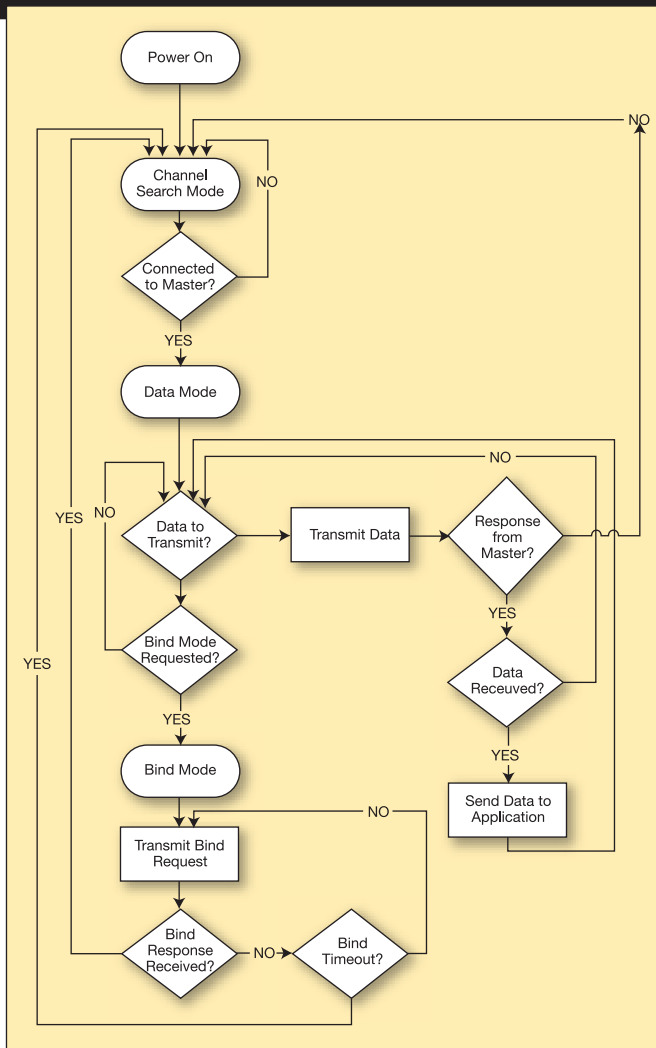 Power On
NO
Channel
Search Mode
NO
Connected
to Master?
YES
Data Mode
NO
YES
NO
Data to
Transmit?
Transmit Data
Response
from
Master?
YES
Bind Mode
Requested?
YES
Data
Receuved?
YES
YES
Bind Mode
Send Data to
Application
NO
Transmit Bind
Request
Bind
Response
Received?
NO
Bind
Timeout?